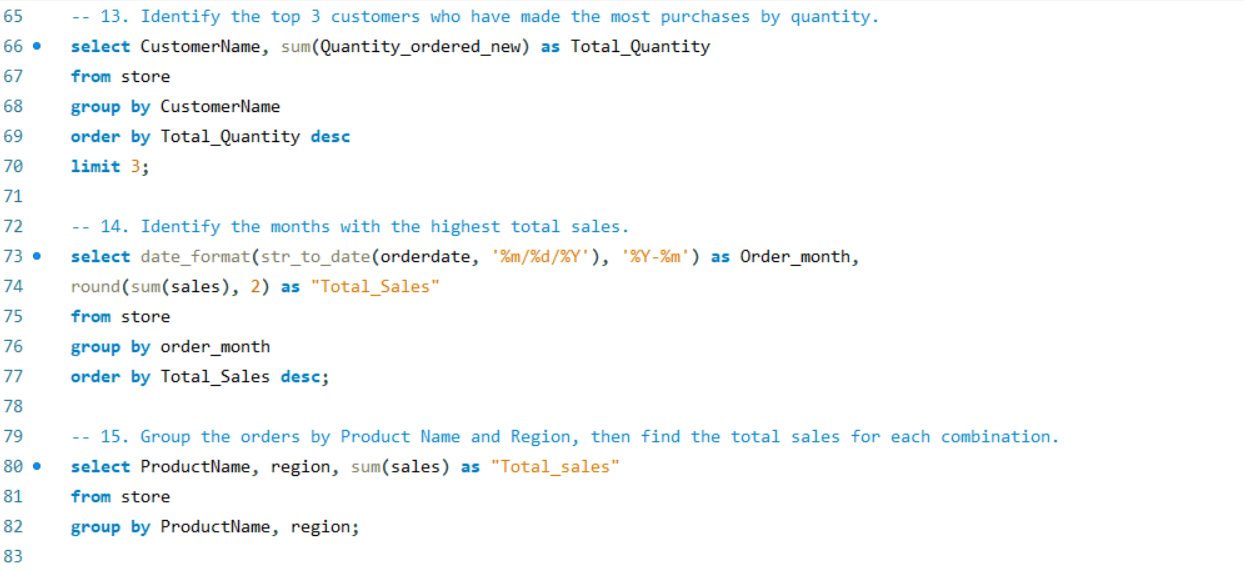 65 -- 13. Identify the top 3 customers who have made the most purchases by quantity.
66 select CustomerName, sum(Quantity_ordered_new) as Total_Quantity
67 from store
68 group by CustomerName
69 order by Total_Quantity desc
70 limit 3;
71
72 -- 14. Identify the months with the highest total sales.
73 select date_format(str_to_date(orderdate, '%m/%d/%Y'), '%Y-%m') as Order_month,
74 round(sum(sales), 2) as "Total_Sales"
75 from store
76 group by order_month
77 order by Total_Sales desc;
78
79 -- 15. Group the orders by Product Name and Region, then find the total sales for each combination.
80 select ProductName, region, sum(sales) as "Total_sales"
81 from store
82 group by ProductName, region;
83